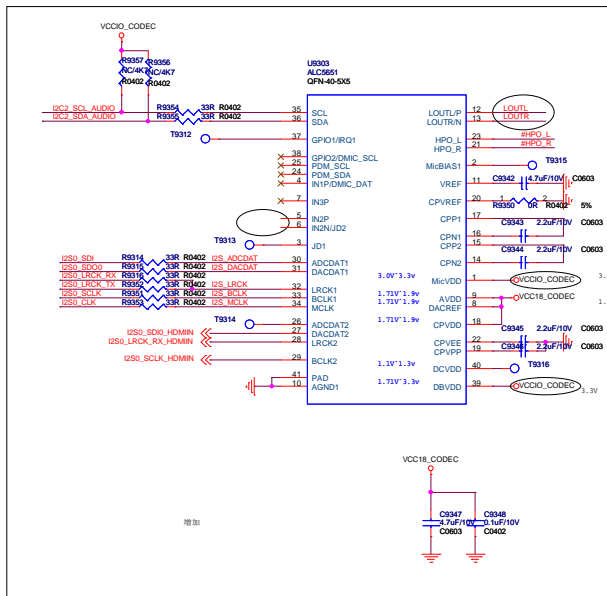 VCCIO_CODEC
R9357
NC/4K7
R0402
R9356
NC/4K7
R0402
U9303
ALC5651
QFN-40-5X5
I2C2_SCL_AUDIO
R9354 33R R0402
35 SCL
I2C2_SDA_AUDIO
R9355 33R R0402
36 SDA
T9312
37 GPIO1/IRQ1
38 GPIO2/DMIC_SCL
25 PDM_SCL
24 PDM_SDA
4 IN1P/DMIC_DAT
7 IN3P
5 IN2P
6 IN2N/JD2
T9313
3 JD1
I2S0_SDI R9314 33R R0402 I2S_ADCDAT 30 ADCDAT1
I2S0_SDO0 33R R0402 I2S_DACDAT 31 DACDAT1
I2S0_LRCK_RX R9316 33R R0402
I2S0_LRCK_TX R9352 33R R0402 I2S_LRCK 32 LRCK1
I2S0_SCLK R9351 33R R0402 I2S_BCLK 33 BCLK1
I2S0_CLK R9353 33R R0402 I2S_MCLK 34 MCLK
T9314
26 ADCDAT2
I2S0_SDI0_HDMIIN 27 DACDAT2
I2S0_LRCK_RX_HDMIIN 28 LRCK2
I2S0_SCLK_HDMIIN 29 BCLK2
41 PAD
10 AGND1
LOUTL/P 12 LOUTL
LOUTR/N 13 LOUTR
HPO_L 23 #HPO_L
HPO_R 21 #HPO_R
MicBIAS1 2 T9315
VREF 11 C9342 4.7uF/10V C0603
CPVREF 20 1 2 R9350 0R R0402 5%
CPP1 17
CPN1 16 C9343 2.2uF/10V C0603
CPP2 15
CPN2 14 C9344 2.2uF/10V C0603
3.0V~3.3v MicVDD 1 VCCIO_CODEC 3.
1.71V~1.9v AVDD 9 VCC18_CODEC
1.71V~1.9v DACREF 8 1.
1.71V~1.9v CPVDD 18
CPVEE 22 C9345 2.2uF/10V C0603
CPVPP 19 C9346 2.2uF/10V C0603
1.1V~1.3v DCVDD 40 T9316
1.71V~3.3v DBVDD 39 VCCIO_CODEC 3.3V
VCC18_CODEC
C9347
4.7uF/10V
C0603
C9348
0.1uF/10V
C0402
增加